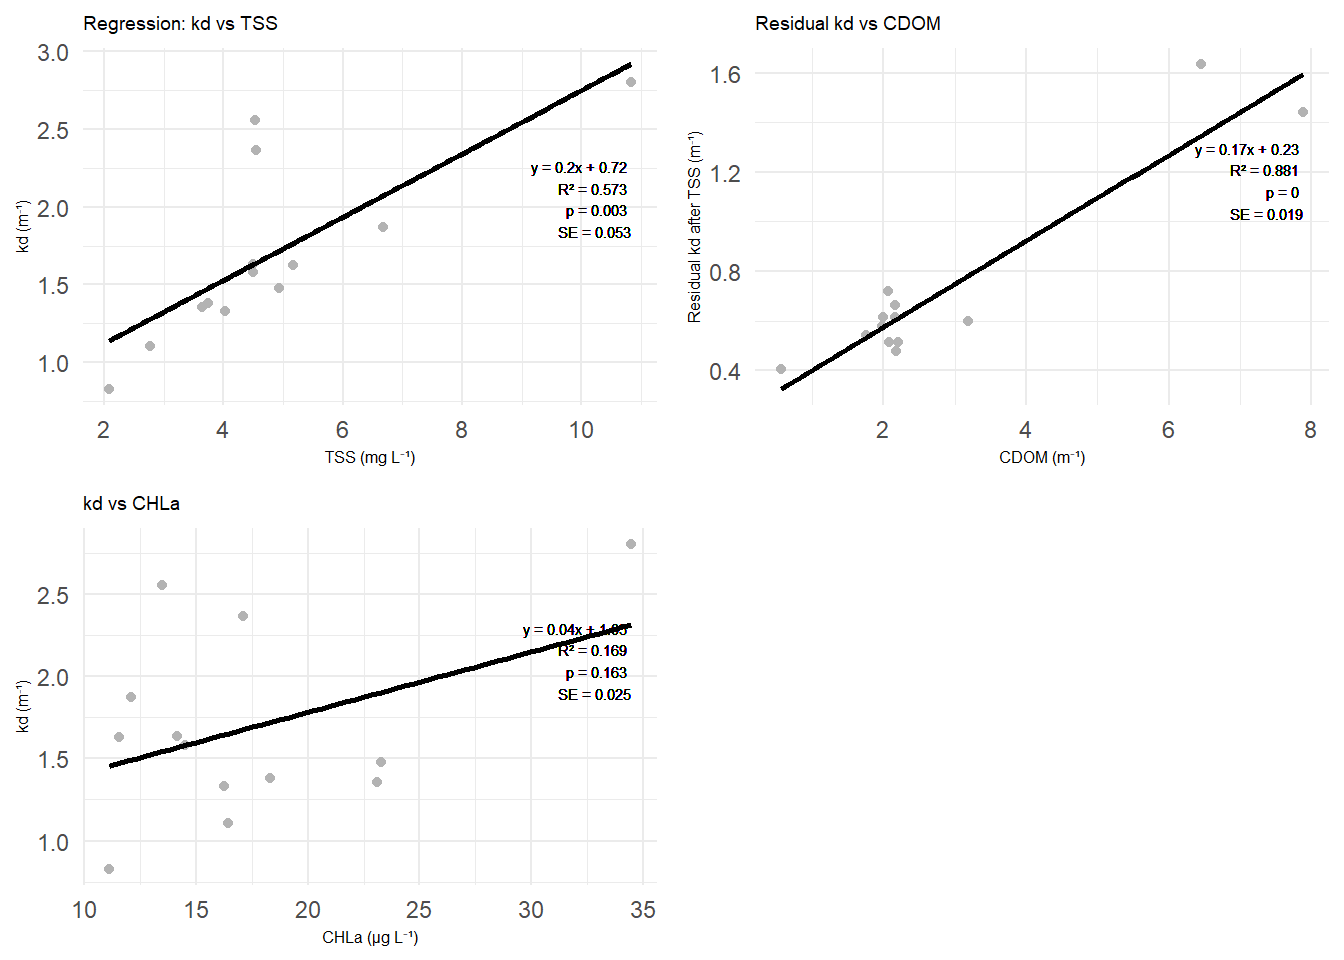 Regression: kd vs TSS
3.0
2.5
2.0
1.5
1.0
kd (m⁻¹)
y = 0.2x + 0.72
R² = 0.573
p = 0.003
SE = 0.053
2 4 6 8 10
TSS (mg L⁻¹)
Residual kd vs CDOM
1.6
1.2
0.8
0.4
Residual kd after TSS (m⁻¹)
y = 0.17x + 0.23
R² = 0.881
p = 0
SE = 0.019
2 4 6 8
CDOM (m⁻¹)
kd vs CHLa
2.5
2.0
1.5
1.0
kd (m⁻¹)
y = 0.04x +
R² = 0.169
p = 0.163
SE = 0.025
10 15 20 25 30 35
CHLa (µg L⁻¹)